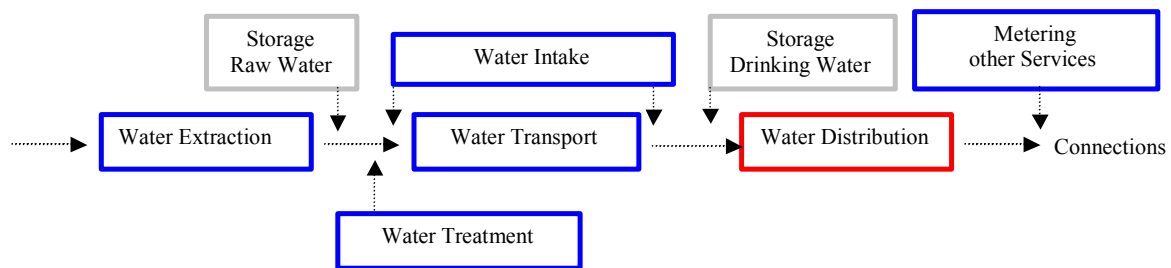 Storage
Raw Water
Water Intake
Storage
Drinking Water
Metering
other Services
Water Extraction
Water Transport
Water Distribution
Connections
Water Treatment